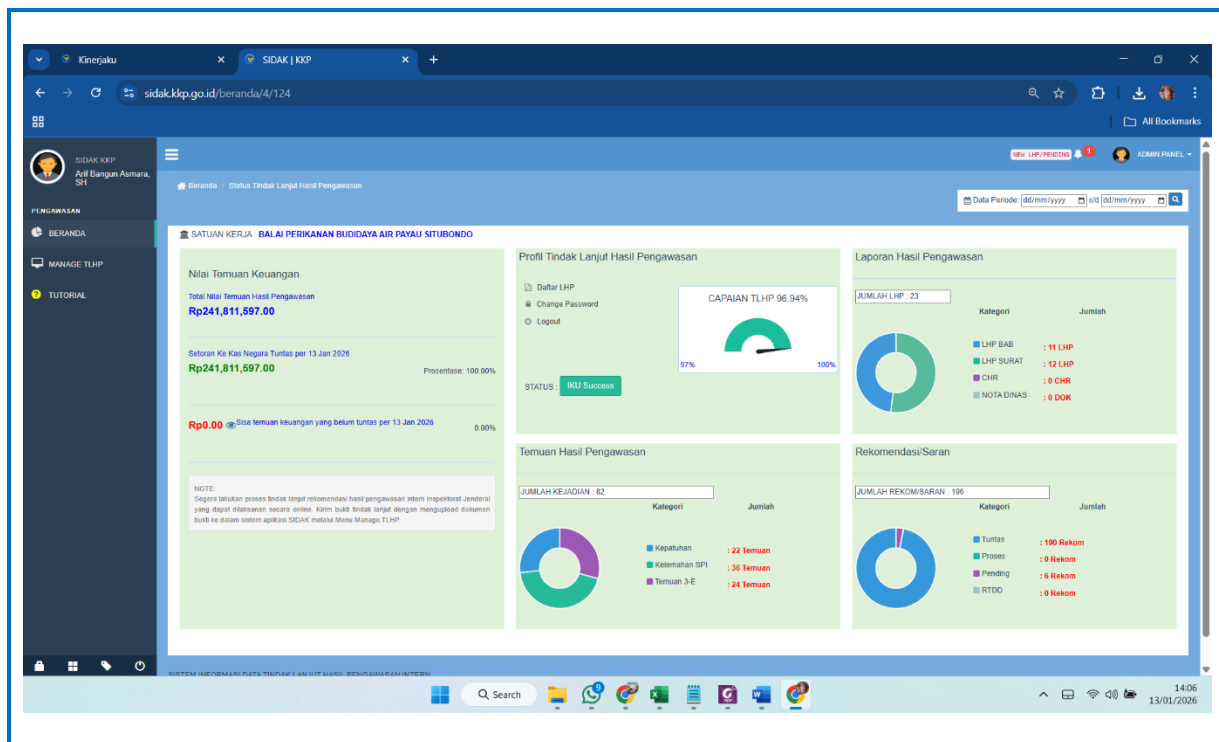 Kinerjaku
SIDAK | KKP
sidak.kkp.go.id/beranda/4/124
All Bookmarks
SIDAK KKP
Arif Bangun Asmara, SH
NEW LHP/PENDING
1
ADMIN PANEL
Beranda / Status Tindak Lanjut Hasil Pengawasan
Data Periode: dd/mm/yyyy s/d dd/mm/yyyy
PENGAWASAN
BERANDA
MANAGE TLHP
TUTORIAL
SATUAN KERJA : BALAI PERIKANAN BUDIDAYA AIR PAYAU SITUBONDO
Nilai Temuan Keuangan
Total Nilai Temuan Hasil Pengawasan
Rp241,811,597.00
Setoran Ke Kas Negara Tuntas per 13 Jan 2026
Rp241,811,597.00
Prosentase: 100.00%
Rp0.00 Sisa temuan keuangan yang belum tuntas per 13 Jan 2026
0.00%
NOTE:
Segera lakukan proses tindak lanjut rekomendasi hasil pengawasan intern Inspektorat Jenderal
yang dapat dilaksanan secara online. Kirim bukti tindak lanjut dengan mengupload dokumen
bukti ke dalam sistem aplikasi SIDAK melalui Menu Manage TLHP.
Profil Tindak Lanjut Hasil Pengawasan
Daftar LHP
Change Password
Logout
CAPAIAN TLHP 96.94%
97%
100%
STATUS : IKU Success
Laporan Hasil Pengawasan
JUMLAH LHP : 23
Kategori Jumlah
LHP BAB : 11 LHP
LHP SURAT : 12 LHP
CHR : 0 CHR
NOTA DINAS : 0 DOK
Temuan Hasil Pengawasan
JUMLAH KEJADIAN : 82
Kategori Jumlah
Kepatuhan : 22 Temuan
Kelemahan SPI : 36 Temuan
Temuan 3-E : 24 Temuan
Rekomendasi/Saran
JUMLAH REKOM/SARAN : 196
Kategori Jumlah
Tuntas : 190 Rekom
Proses : 0 Rekom
Pending : 6 Rekom
RTDD : 0 Rekom
SISTEM INFORMASI DATA TINDAK LANJUT HASIL PENGAWASAN INTERN
Search
14:06
13/01/2026